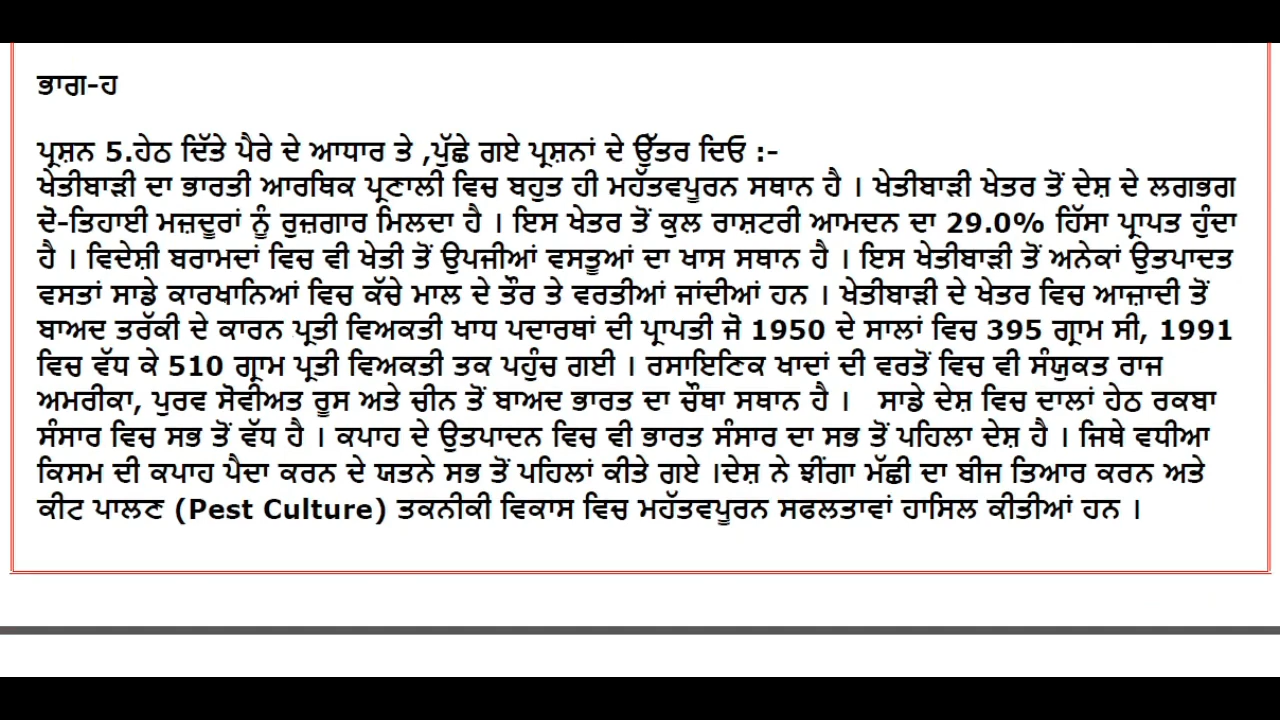 ਭਾਗ-ਹ
ਪ੍ਰਸ਼ਨ 5.ਹੇਠ ਦਿੱਤੇ ਪੈਰੇ ਦੇ ਆਧਾਰ ਤੇ ,ਪੁੱਛੇ ਗਏ ਪ੍ਰਸ਼ਨਾਂ ਦੇ ਉੱਤਰ ਦਿਓ :-
ਖੇਤੀਬਾੜੀ ਦਾ ਭਾਰਤੀ ਆਰਥਿਕ ਪ੍ਰਣਾਲੀ ਵਿਚ ਬਹੁਤ ਹੀ ਮਹੱਤਵਪੂਰਨ ਸਥਾਨ ਹੈ । ਖੇਤੀਬਾੜੀ ਖੇਤਰ ਤੋਂ ਦੇਸ਼ ਦੇ ਲਗਭਗ
ਦੋ-ਤਿਹਾਈ ਮਜ਼ਦੂਰਾਂ ਨੂੰ ਰੁਜ਼ਗਾਰ ਮਿਲਦਾ ਹੈ । ਇਸ ਖੇਤਰ ਤੋਂ ਕੁਲ ਰਾਸ਼ਟਰੀ ਆਮਦਨ ਦਾ 29.0% ਹਿੱਸਾ ਪ੍ਰਾਪਤ ਹੁੰਦਾ
ਹੈ । ਵਿਦੇਸ਼ੀ ਬਰਾਮਦਾਂ ਵਿਚ ਵੀ ਖੇਤੀ ਤੋਂ ਉਪਜੀਆਂ ਵਸਤੂਆਂ ਦਾ ਖਾਸ ਸਥਾਨ ਹੈ । ਇਸ ਖੇਤੀਬਾੜੀ ਤੋਂ ਅਨੇਕਾਂ ਉਤਪਾਦਤ
ਵਸਤਾਂ ਸਾਡੇ ਕਾਰਖਾਨਿਆਂ ਵਿਚ ਕੱਚੇ ਮਾਲ ਦੇ ਤੌਰ ਤੇ ਵਰਤੀਆਂ ਜਾਂਦੀਆਂ ਹਨ । ਖੇਤੀਬਾੜੀ ਦੇ ਖੇਤਰ ਵਿਚ ਆਜ਼ਾਦੀ ਤੋਂ
ਬਾਅਦ ਤਰੱਕੀ ਦੇ ਕਾਰਨ ਪ੍ਰਤੀ ਵਿਅਕਤੀ ਖਾਧ ਪਦਾਰਥਾਂ ਦੀ ਪ੍ਰਾਪਤੀ ਜੋ 1950 ਦੇ ਸਾਲਾਂ ਵਿਚ 395 ਗ੍ਰਾਮ ਸੀ, 1991
ਵਿਚ ਵੱਧ ਕੇ 510 ਗ੍ਰਾਮ ਪ੍ਰਤੀ ਵਿਅਕਤੀ ਤਕ ਪਹੁੰਚ ਗਈ । ਰਸਾਇਣਿਕ ਖਾਦਾਂ ਦੀ ਵਰਤੋਂ ਵਿਚ ਵੀ ਸੰਯੁਕਤ ਰਾਜ
ਅਮਰੀਕਾ, ਪੁਰਵ ਸੋਵੀਅਤ ਰੂਸ ਅਤੇ ਚੀਨ ਤੋਂ ਬਾਅਦ ਭਾਰਤ ਦਾ ਚੌਥਾ ਸਥਾਨ ਹੈ । ਸਾਡੇ ਦੇਸ਼ ਵਿਚ ਦਾਲਾਂ ਹੇਠ ਰਕਬਾ
ਸੰਸਾਰ ਵਿਚ ਸਭ ਤੋਂ ਵੱਧ ਹੈ । ਕਪਾਹ ਦੇ ਉਤਪਾਦਨ ਵਿਚ ਵੀ ਭਾਰਤ ਸੰਸਾਰ ਦਾ ਸਭ ਤੋਂ ਪਹਿਲਾ ਦੇਸ਼ ਹੈ । ਜਿਥੇ ਵਧੀਆ
ਕਿਸਮ ਦੀ ਕਪਾਹ ਪੈਦਾ ਕਰਨ ਦੇ ਯਤਨੇ ਸਭ ਤੋਂ ਪਹਿਲਾਂ ਕੀਤੇ ਗਏ ।ਦੇਸ਼ ਨੇ ਝੀਂਗਾ ਮੱਛੀ ਦਾ ਬੀਜ ਤਿਆਰ ਕਰਨ ਅਤੇ
ਕੀਟ ਪਾਲਣ (Pest Culture) ਤਕਨੀਕੀ ਵਿਕਾਸ ਵਿਚ ਮਹੱਤਵਪੂਰਨ ਸਫਲਤਾਵਾਂ ਹਾਸਿਲ ਕੀਤੀਆਂ ਹਨ ।